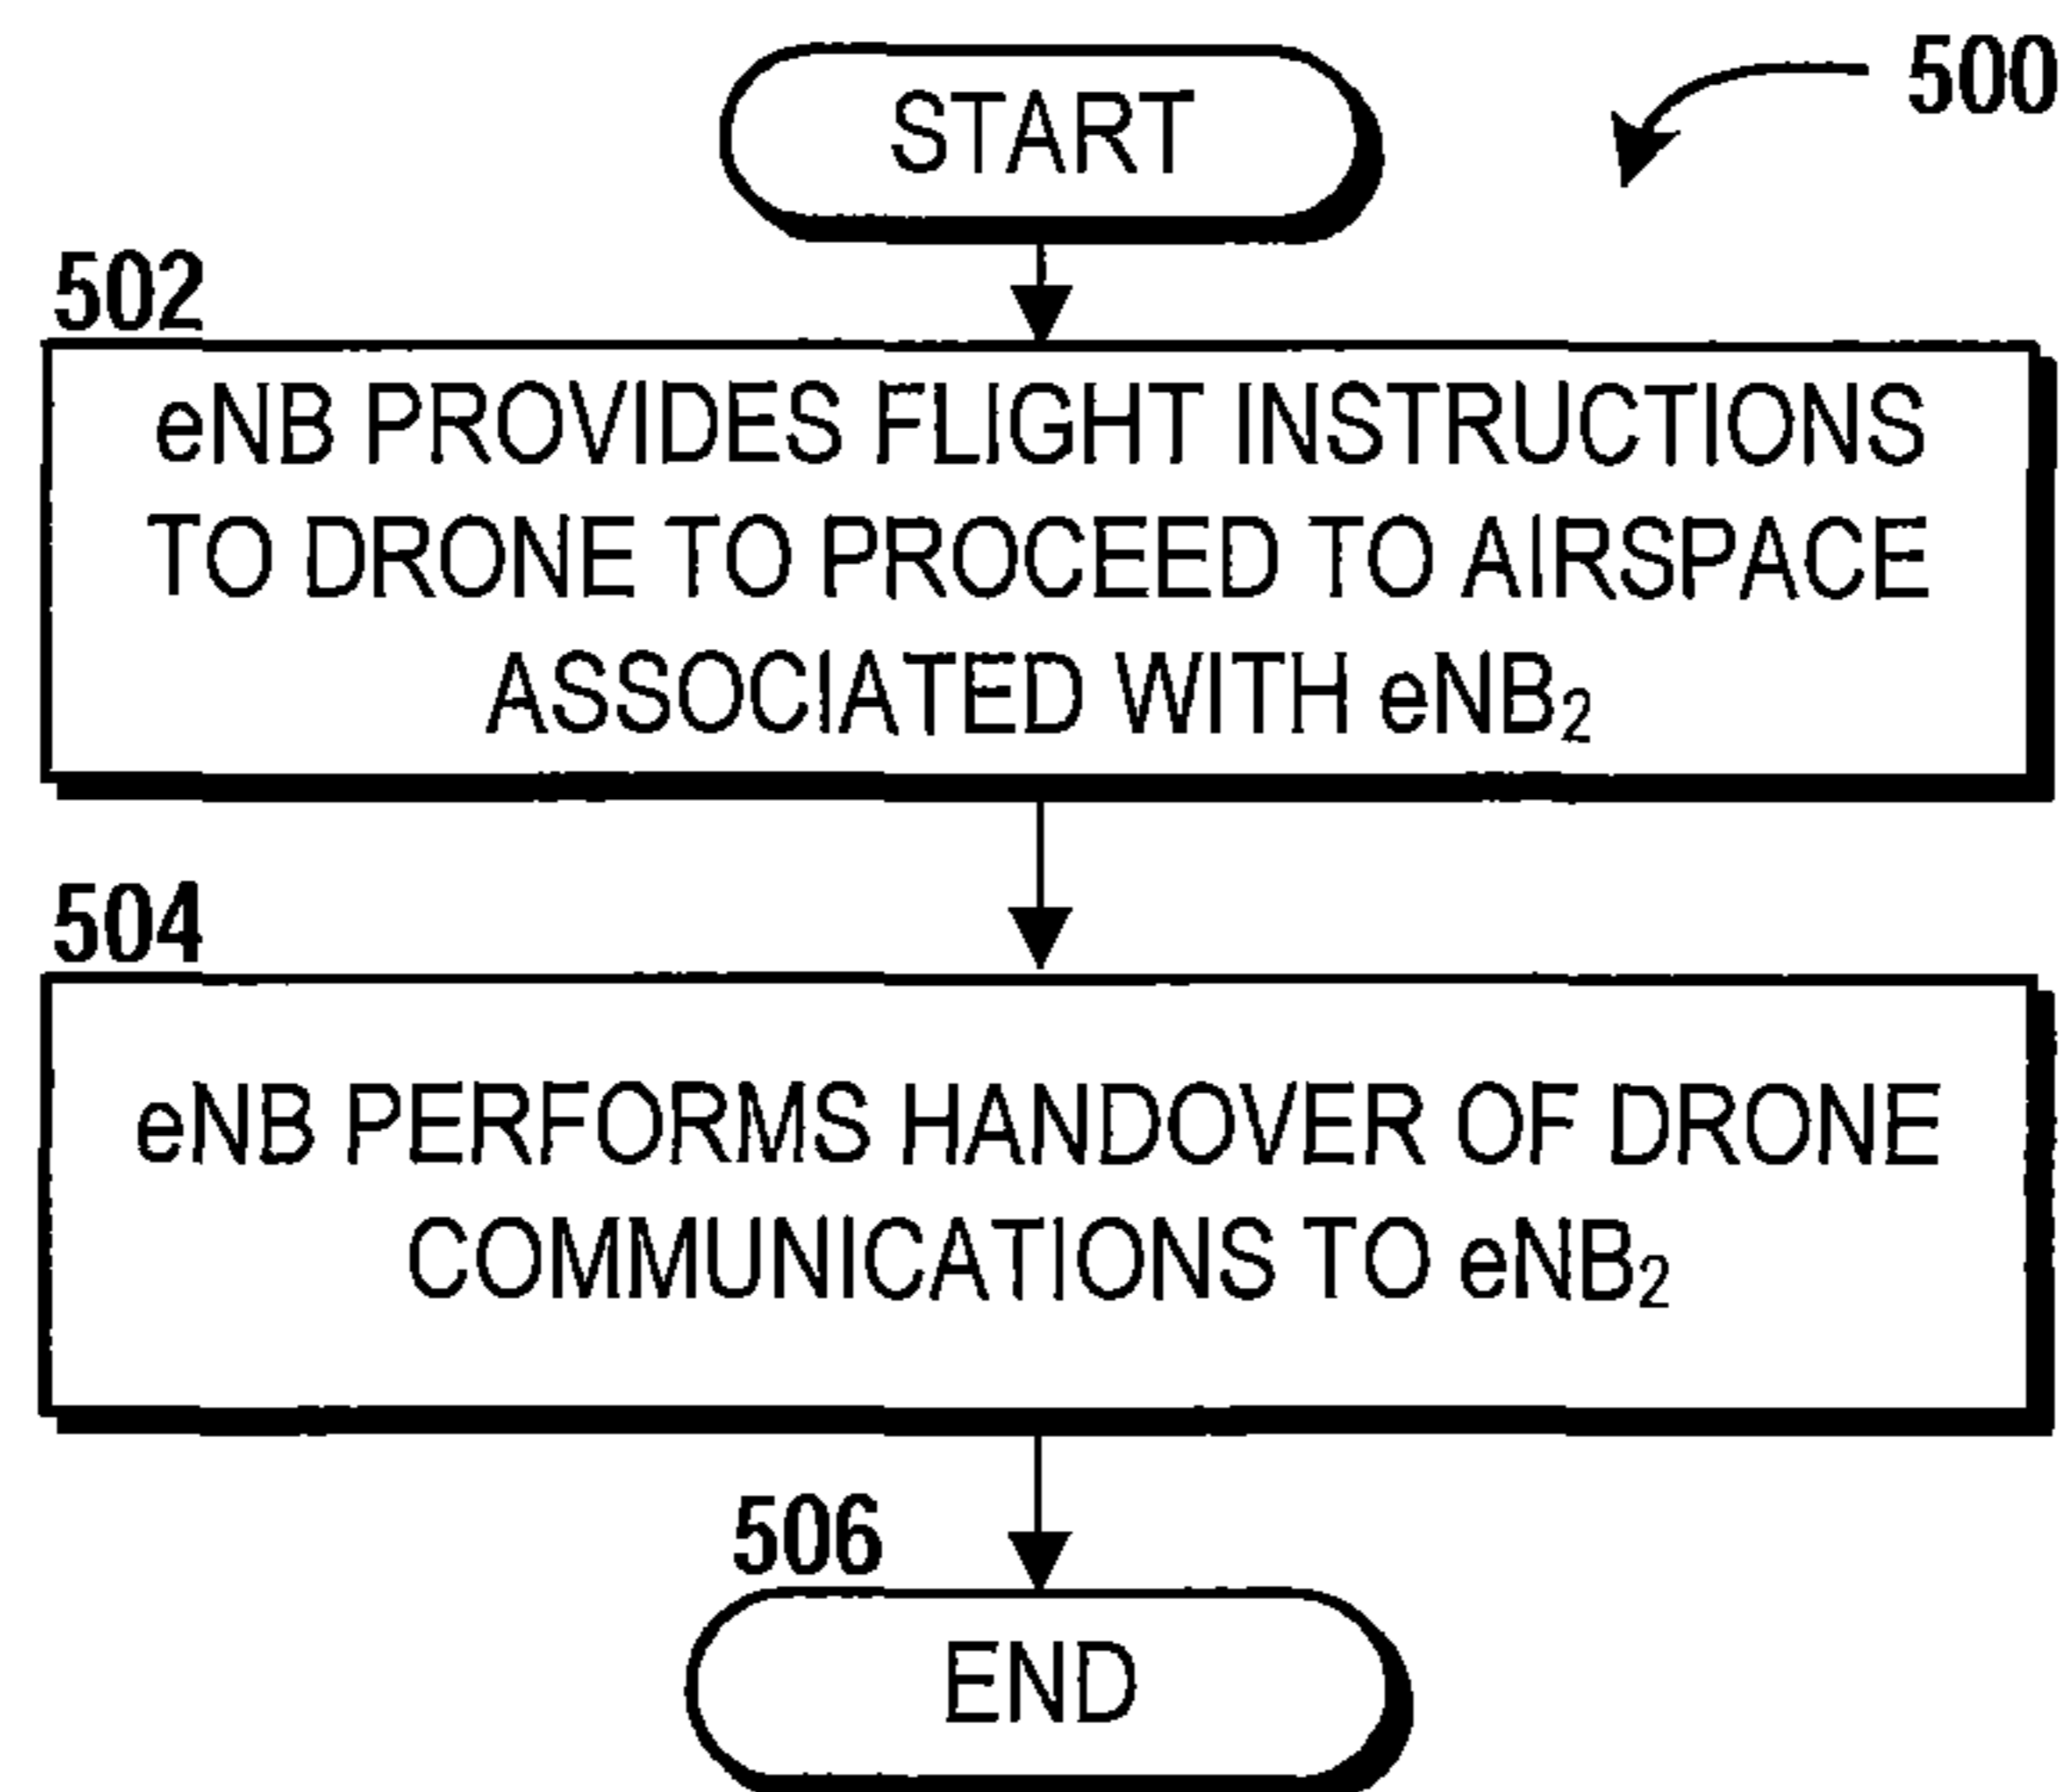 START
500
502
eNB PROVIDES FLIGHT INSTRUCTIONS
TO DRONE TO PROCEED TO AIRSPACE
ASSOCIATED WITH eNB₂
504
eNB PERFORMS HANDOVER OF DRONE
COMMUNICATIONS TO eNB₂
506
END